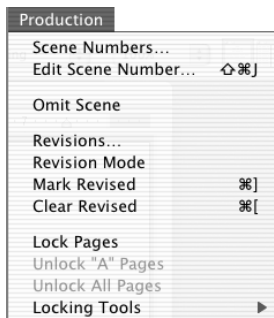 Production
Scene Numbers...
Edit Scene Number... ⇧⌘J
Omit Scene
Revisions...
Revision Mode
Mark Revised ⌘]
Clear Revised ⌘[
Lock Pages
Unlock "A" Pages
Unlock All Pages
Locking Tools ▶